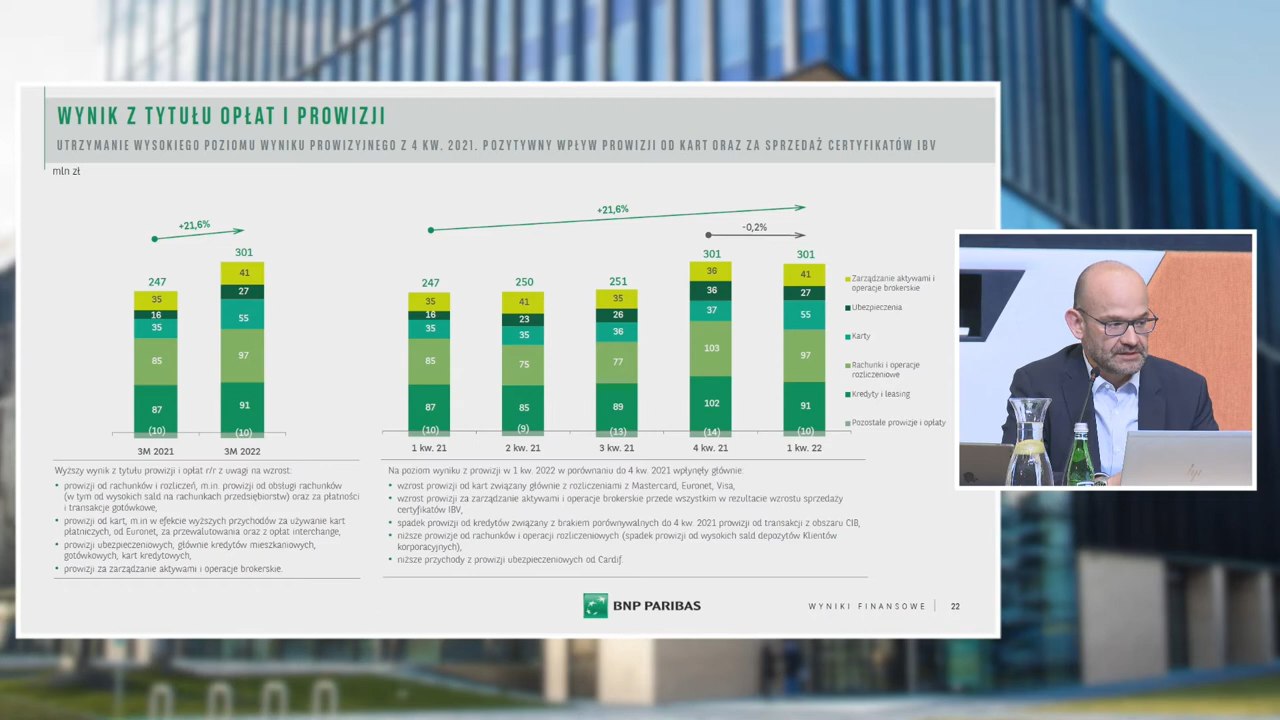 WYNIK Z TYTUŁU OPŁAT I PROWIZJI
UTRZYMANIE WYSOKIEGO POZIOMU WYNIKU PROWIZYJNEGO Z 4 KW. 2021. POZYTYWNY WPŁYW PROWIZJI OD KART ORAZ ZA SPRZEDAŻ CERTYFIKATÓW IBV
mln zł
+21,6%
247
35
16
35
85
87
(10)
3M 2021
301
41
27
55
97
91
(10)
3M 2022
+21,6%
-0,2%
247
35
16
35
85
87
(10)
1 kw. 21
250
41
23
35
75
85
(9)
2 kw. 21
251
35
26
36
77
89
(13)
3 kw. 21
301
36
36
37
103
102
(14)
4 kw. 21
301
41
27
55
97
91
(10)
1 kw. 22
Zarządzanie aktywami i
operacje brokerskie
Ubezpieczenia
Karty
Rachunki i operacje
rozliczeniowe
Kredyty i leasing
Pozostałe prowizje i opłaty
Wyższy wynik z tytułu prowizji i opłat r/r z uwagi na wzrost:
• prowizji od rachunków i rozliczeń, m.in. prowizji od obsługi rachunków
(w tym od wysokich sald na rachunkach przedsiębiorstw) oraz za płatności
i transakcje gotówkowe,
• prowizji od kart, m.in w efekcie wyższych przychodów za używanie kart
płatniczych, od Euronet, za przewalutowania oraz z opłat interchange,
• prowizji ubezpieczeniowych, głównie kredytów mieszkaniowych,
gotówkowych, kart kredytowych,
• prowizji za zarządzanie aktywami i operacje brokerskie.
Na poziom wyniku z prowizji w 1 kw. 2022 w porównaniu do 4 kw. 2021 wpłynęły głównie:
• wzrost prowizji od kart związany głównie z rozliczeniami z Mastercard, Euronet, Visa,
• wzrost prowizji za zarządzanie aktywami i operacje brokerskie przede wszystkim w rezultacie wzrostu sprzedaży
certyfikatów IBV,
• spadek prowizji od kredytów związany z brakiem porównywalnych do 4 kw. 2021 prowizji od transakcji z obszaru CIB,
• niższe prowizje od rachunków i operacji rozliczeniowych (spadek prowizji od wysokich sald depozytów Klientów
korporacyjnych),
• niższe przychody z prowizji ubezpieczeniowych od Cardif.
BNP PARIBAS
WYNIKI FINANSOWE 22
hp